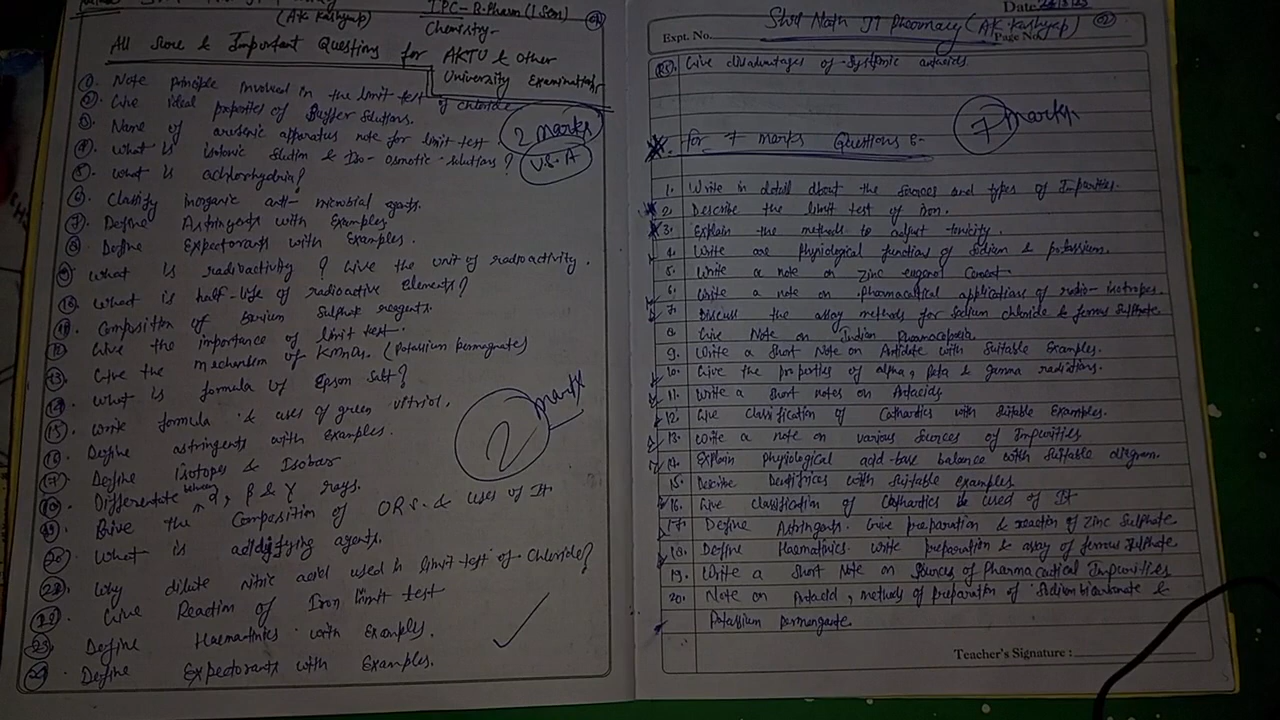 (A.K Kashyap)
IPC- B.Pharm (I Sem)
Chemistry-
All Sure & Important Questions for AKTU & other
University Examinations
2 marks
V.S.A
①. Note principle involved in the limit test of chloride
②. Give ideal properties of Buffer Solutions.
③. Name of arsenic apparatus note for limit test.
④. What is isotonic Solution & Iso-osmotic-solutions?
⑤. What is achlorhydria?
⑥. Classify inorganic anti-microbial agents.
⑦. Define Astringents with Examples
⑧. Define Expectorants with Examples.
⑨. What is radioactivity? Give the unit of radioactivity.
⑩. What is half-life of radioactive elements?
⑪. Composition of Barium Sulphate reagents.
⑫. Give the importance of limit test.
⑬. Give the mechanism of KMnO4. (Potassium permagnate)
⑭. What is formula of Epsom Salt?
⑮. Write formula & uses of green vitriol.
⑯. Define astringents with Examples.
⑰. Define Isotopes & Isobar
⑱. Differentate between α, β & γ rays.
⑲. Give the Composition of ORS. & uses of It
⑳. What is acidifying agents.
Why dilute nitric acid used in limit test of Chloride?
Give Reaction of Iron limit test
23. Define Haematinics with Examples.
24. Define Expectorants with Examples.
2 marks
Date
Shri Nath Ji Pharmacy (A.K. Kashyap)
Expt. No.
Page No.
25. Give disadvantages of Systemic antacids
7 marks
for 7 marks Questions :-
1. Write in detail about the Sources and types of Impurities.
2. Describe the limit test of iron.
3. Explain the methods to adjust tonicity.
4. Write are physiological functions of Sodium & potassium.
5. Write a note on Zinc eugenol Cement
6. Write a note on Pharmacutical applications of radio-isotopes.
7. Discuss the assay methods for Sodium chloride & ferrous Sulphate
8. Give Note on Indian Pharmacopoeia
9. Write a Short Note on Antidote with Suitable Examples.
10. Give the properties of alpha, beta & gamma radiations.
11. Write a short notes on Antacids
12. Give Classification of Cathartics with Suitable Examples.
13. Write a note on various Sources of Impurities
14. Explain Physiological acid-base balance with suitable diagram.
15. Describe Dentifrices with suitable examples
16. Give classification of Cathartics & used of It
17. Define Astringents. Give preparation & reaction of Zinc Sulphate
18. Define Haematinics. Write preparation & assay of ferrous Sulphate
19. Write a Short Note on Sources of Pharmacutical Impurities
20. Note on Antacid, methods of preparation of Sodium bicarbonate &
Potassium permangate.
Teacher's Signature :